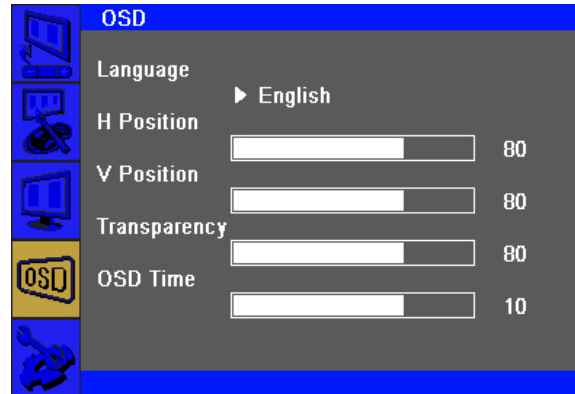 OSD
Language
▶ English
H Position
80
V Position
80
Transparency
80
OSD
OSD Time
10